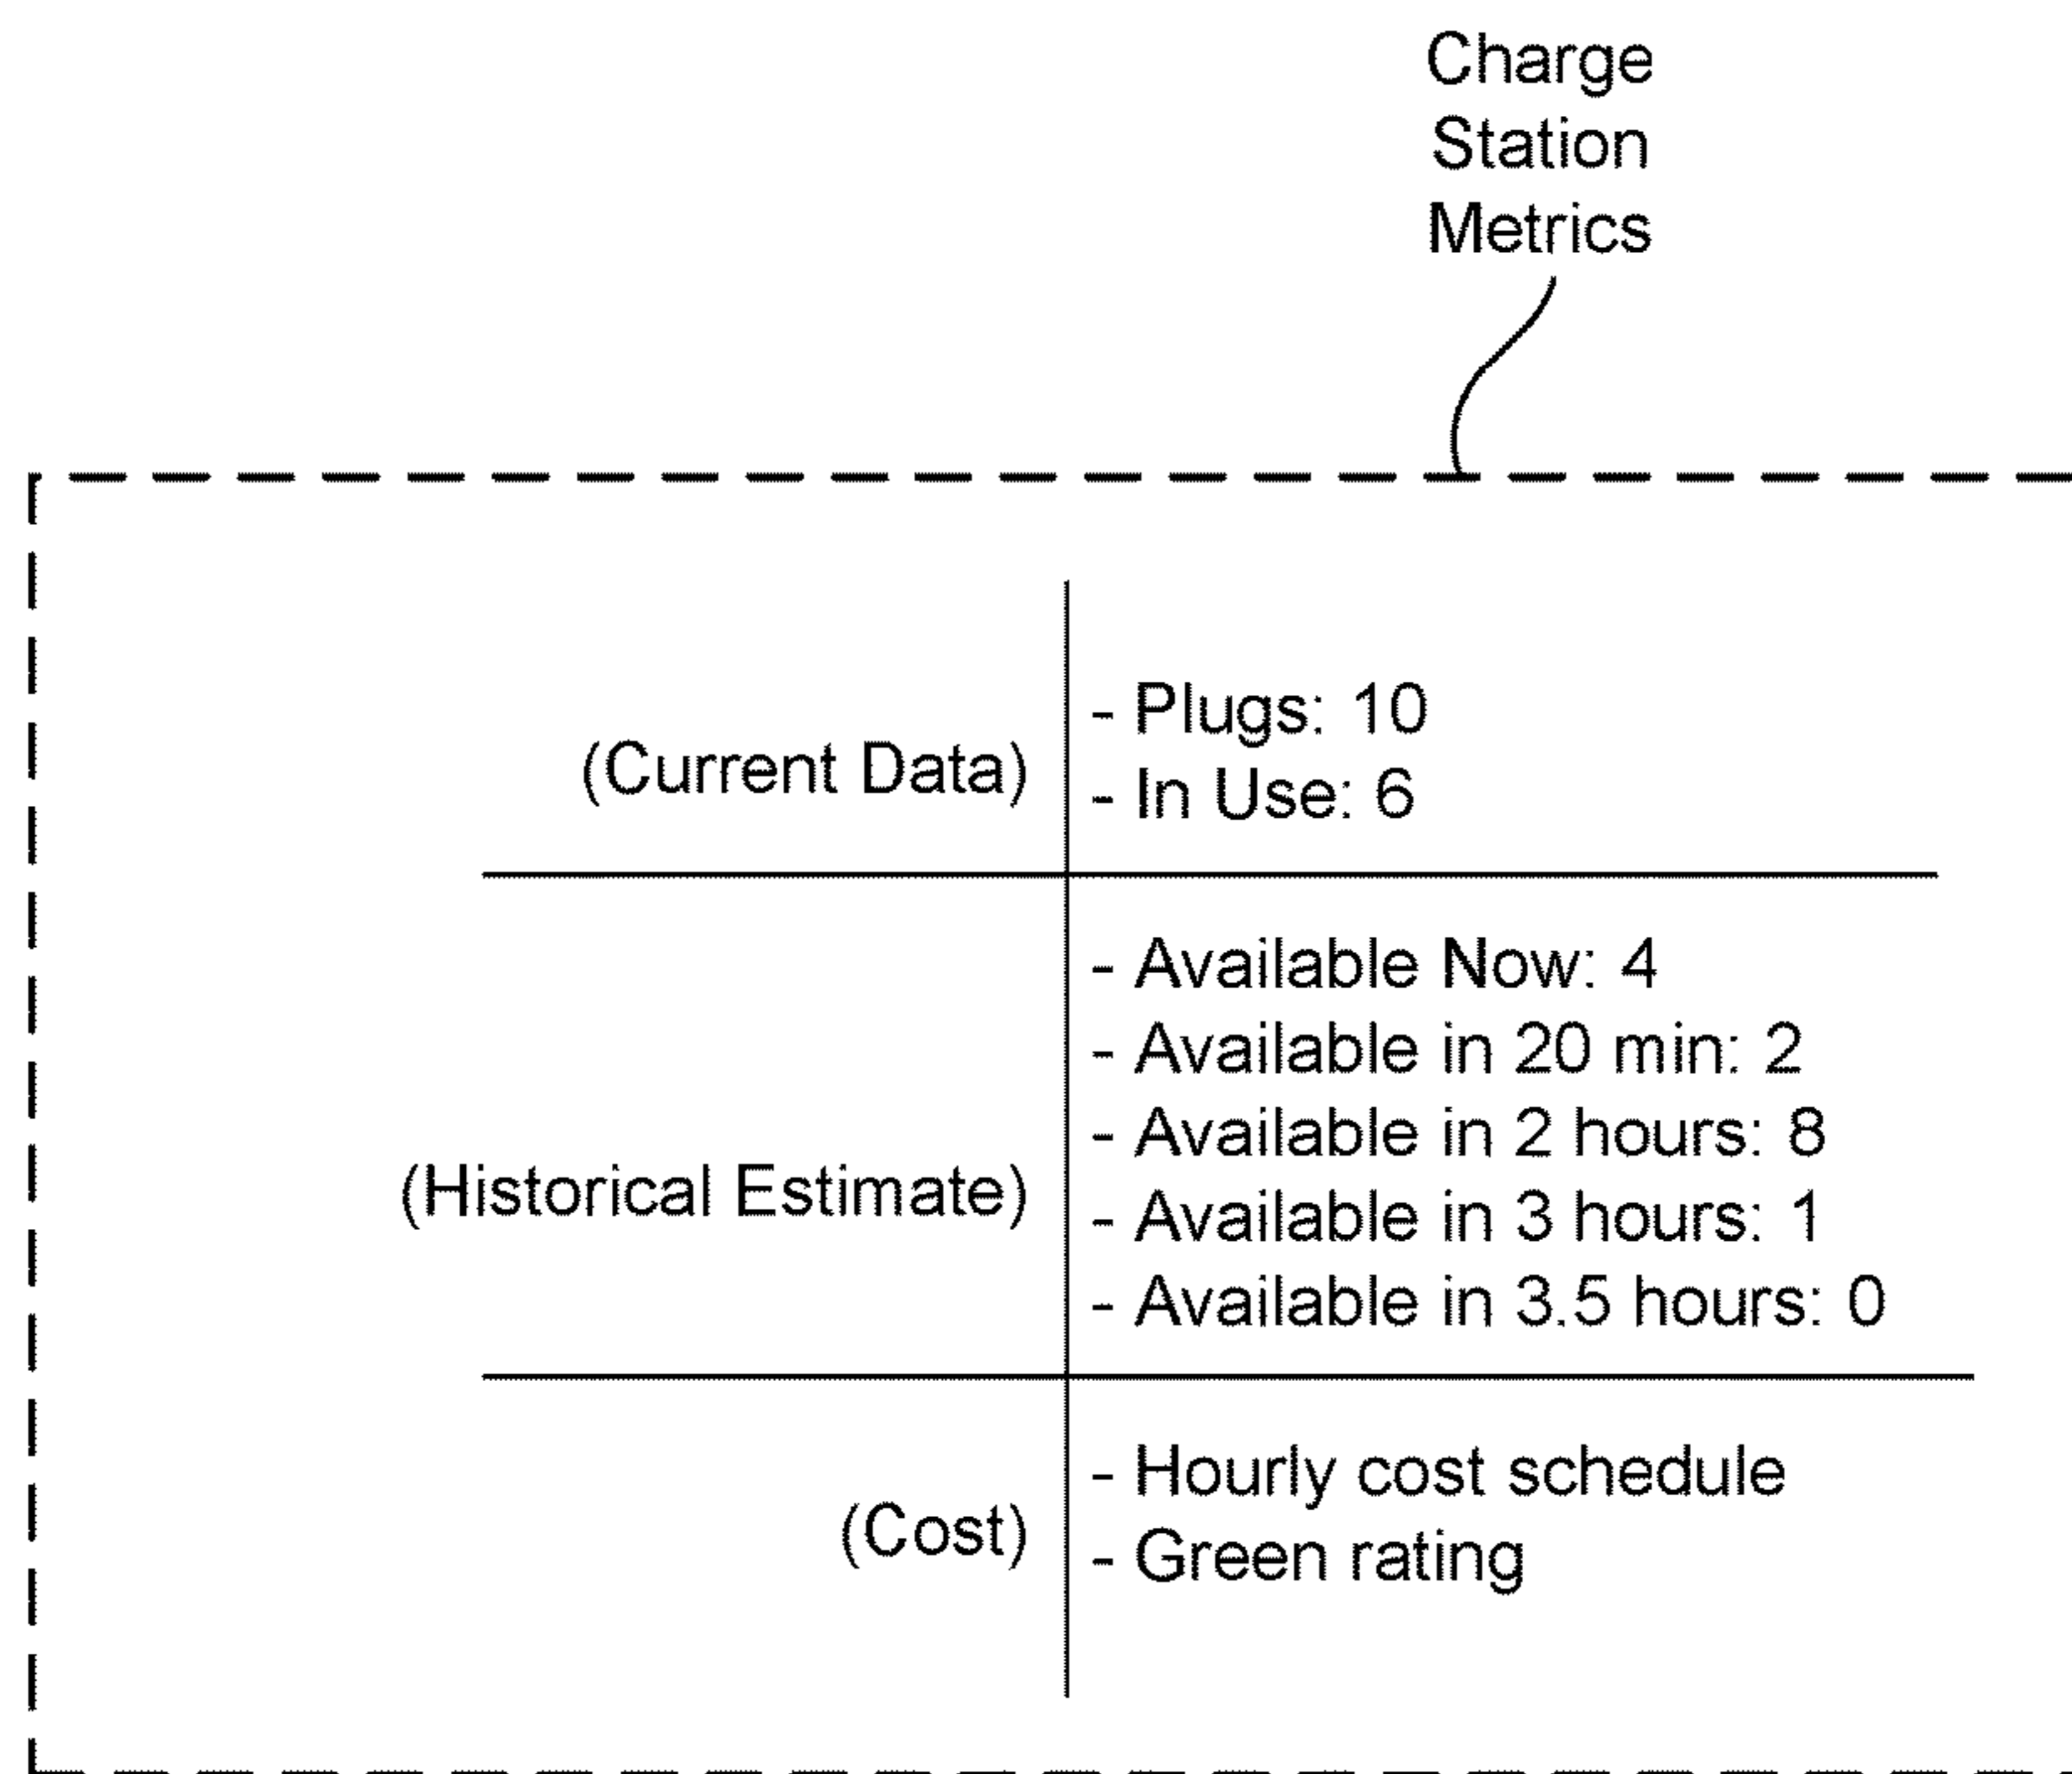 Charge
Station
Metrics
(Current Data)
- Plugs: 10
- In Use: 6
(Historical Estimate)
- Available Now: 4
- Available in 20 min: 2
- Available in 2 hours: 8
- Available in 3 hours: 1
- Available in 3.5 hours: 0
(Cost)
- Hourly cost schedule
- Green rating